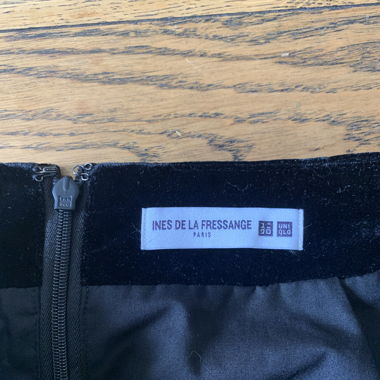 INES DE LA FRESSANGE
PARIS
ユニ
クロ
UNI
QLO